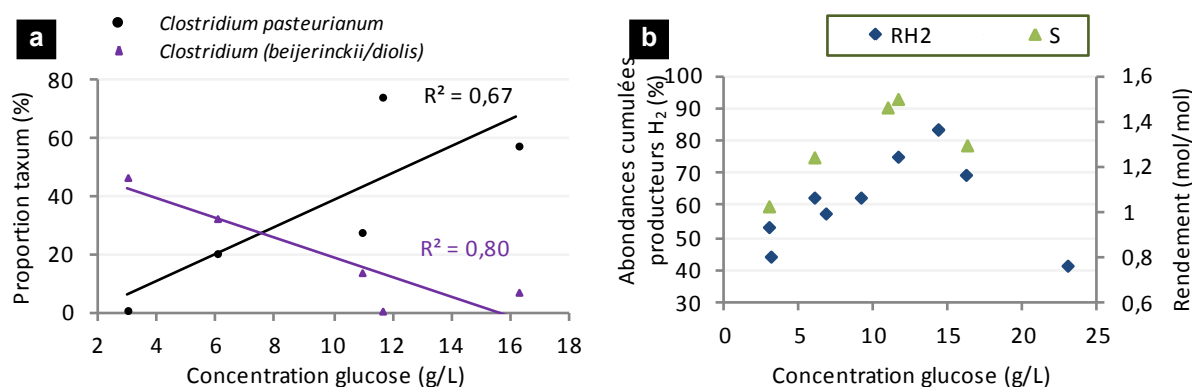 a
Clostridium pasteurianum
Clostridium (beijerinckii/diolis)
Proportion taxum (%)
80
60
40
20
0
R² = 0,67
R² = 0,80
2 4 6 8 10 12 14 16 18
Concentration glucose (g/L)
b
RH2 S
Abondances cumulées
producteurs H₂ (%)
100
90
80
70
60
50
40
30
1,6
1,4
1,2
1
0,8
0,6
Rendement (mol/mol)
0 5 10 15 20 25
Concentration glucose (g/L)